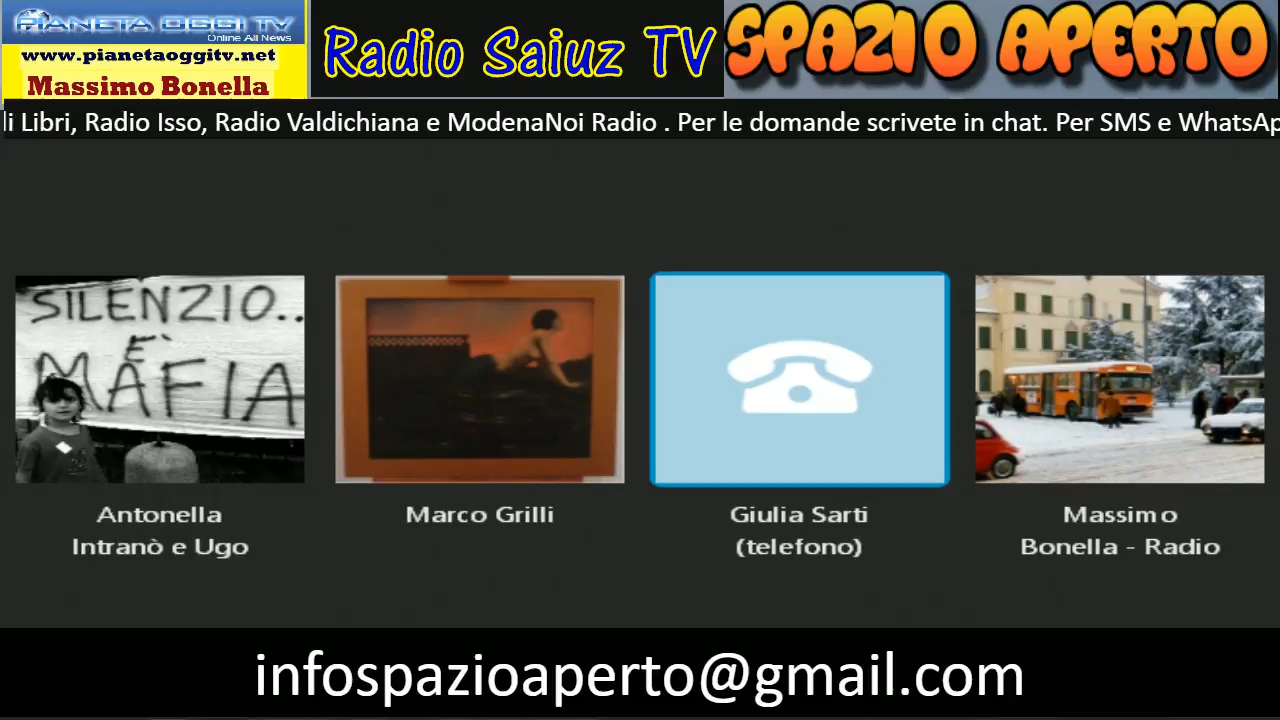 PIANETA OGGI TV
Online All News
www.pianetaoggitv.net
Massimo Bonella
Radio Saiuz TV
SPAZIO APERTO
li Libri, Radio Isso, Radio Valdichiana e ModenaNoi Radio . Per le domande scrivete in chat. Per SMS e WhatsAp
SILENZIO..
E'
MAFIA
Antonella
Intranò e Ugo
Marco Grilli
Giulia Sarti
(telefono)
Massimo
Bonella - Radio
infospazioaperto@gmail.com